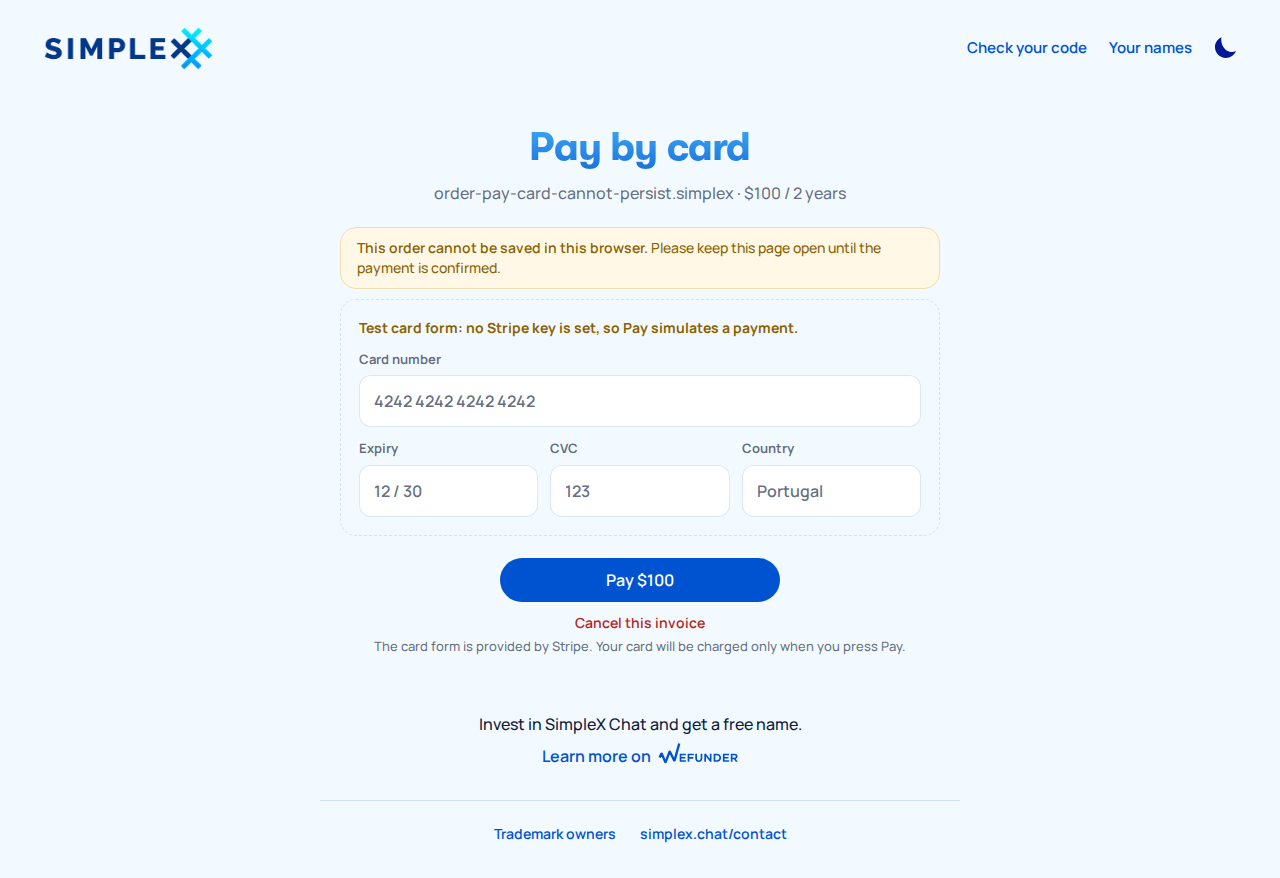 SIMPLEX
Check your code
Your names
Pay by card
order-pay-card-cannot-persist.simplex · $100 / 2 years
This order cannot be saved in this browser. Please keep this page open until the
payment is confirmed.
Test card form: no Stripe key is set, so Pay simulates a payment.
Card number
4242 4242 4242 4242
Expiry
CVC
Country
12 / 30
123
Portugal
Pay $100
Cancel this invoice
The card form is provided by Stripe. Your card will be charged only when you press Pay.
Invest in SimpleX Chat and get a free name.
Learn more on WEFUNDER
Trademark owners
simplex.chat/contact